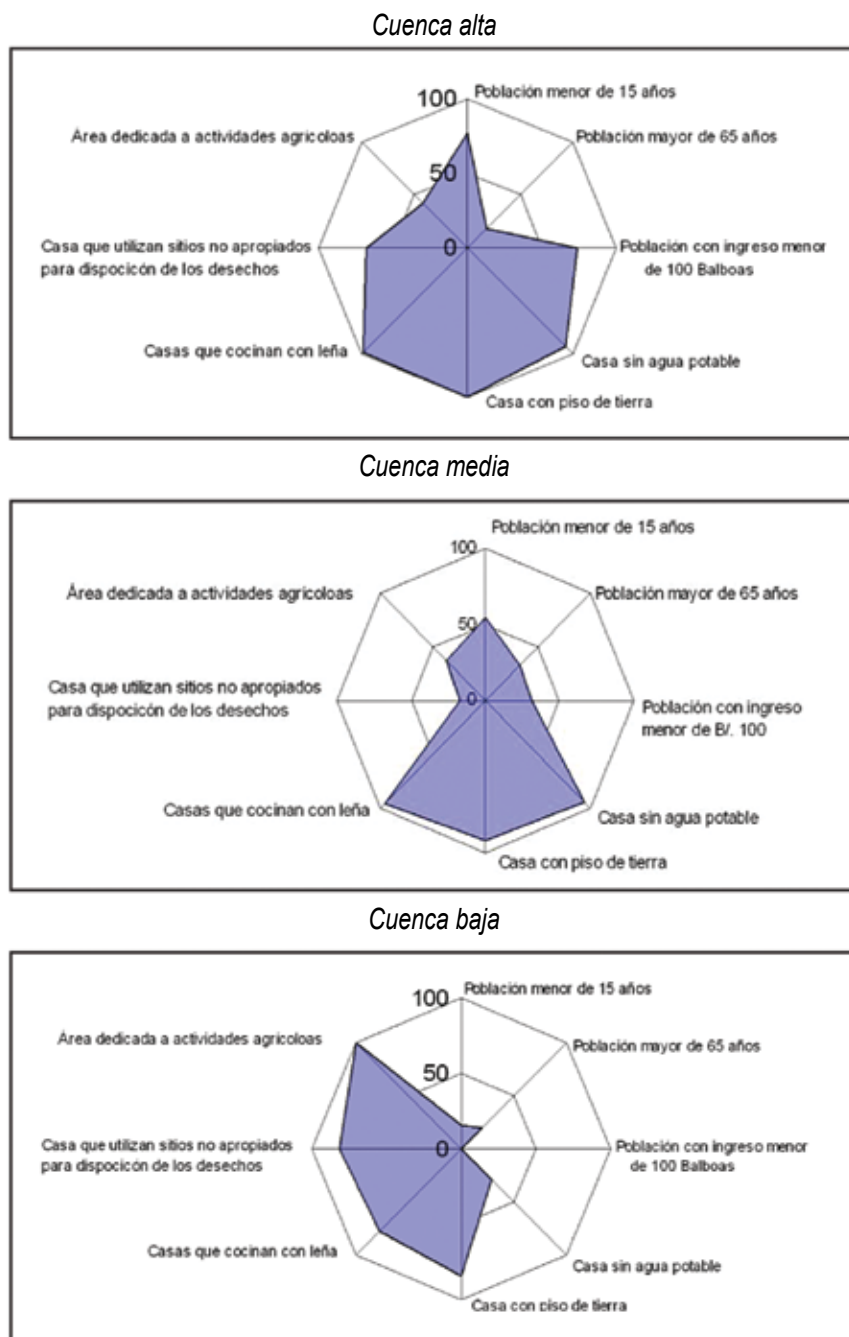 Cuenca alta
Población menor de 15 años
100
Área dedicada a actividades agrícoloas
Población mayor de 65 años
50
Casa que utilizan sitios no apropiados
para dispocicón de los desechos
0
Población con ingreso menor
de 100 Balboas
Casas que cocinan con leña
Casa sin agua potable
Casa con piso de tierra
Cuenca media
Población menor de 15 años
100
Área dedicada a actividades agrícoloas
Población mayor de 65 años
50
Casa que utilizan sitios no apropiados
para dispocicón de los desechos
0
Población con ingreso
menor de B/. 100
Casas que cocinan con leña
Casa sin agua potable
Casa con piso de tierra
Cuenca baja
Población menor de 15 años
100
Área dedicada a actividades agrícoloas
Población mayor de 65 años
50
Casa que utilizan sitios no apropiados
para dispocicón de los desechos
0
Población con ingreso menor
de 100 Balboas
Casas que cocinan con leña
Casa sin agua potable
Casa con piso de tierra